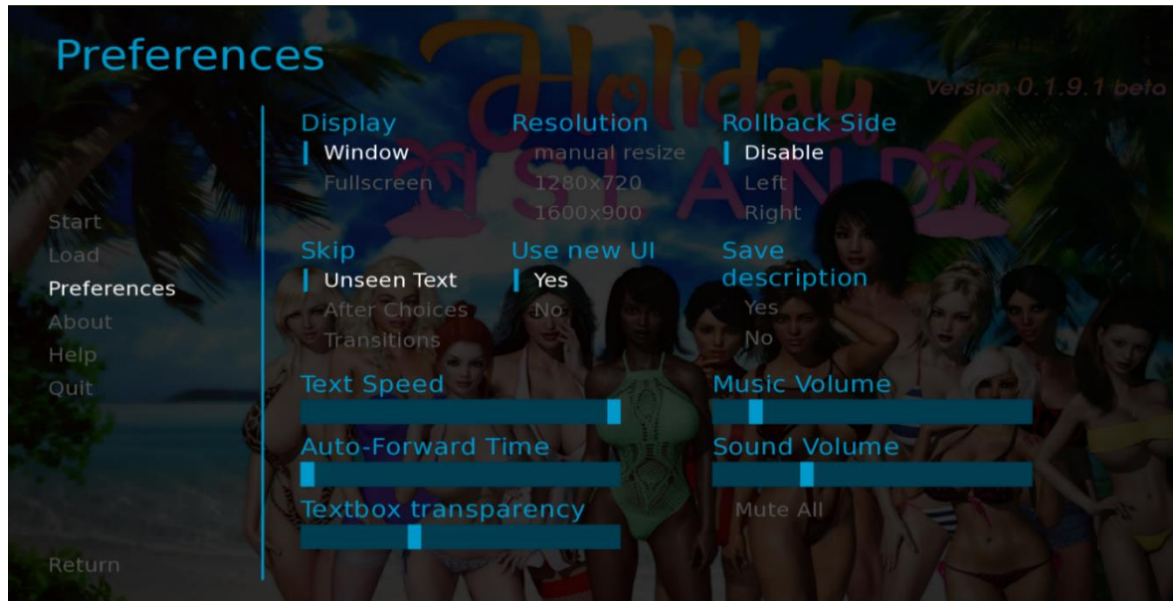 Preferences
Holiday
ISLAND
Version 0.1.9.1 beta
Start
Load
Preferences
About
Help
Quit
Return
Display
Window
Fullscreen
Resolution
manual resize
1280x720
1600x900
Rollback Side
Disable
Left
Right
Skip
Unseen Text
After Choices
Transitions
Use new UI
Yes
No
Save
description
Yes
No
Text Speed
Auto-Forward Time
Textbox transparency
Music Volume
Sound Volume
Mute All